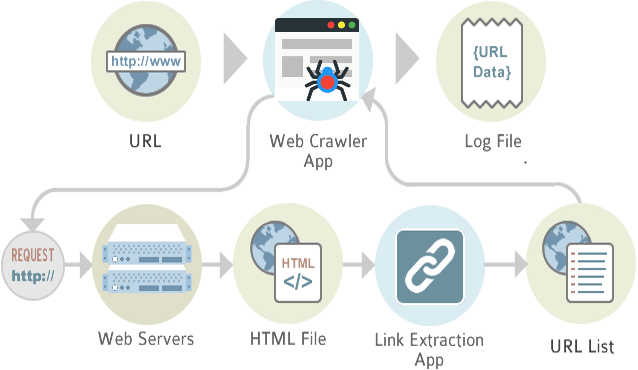 http://www
{URL
Data}
URL
Web Crawler
App
Log File
.
REQUEST
http://
HTML
</>
Web Servers
HTML File
Link Extraction
App
URL List